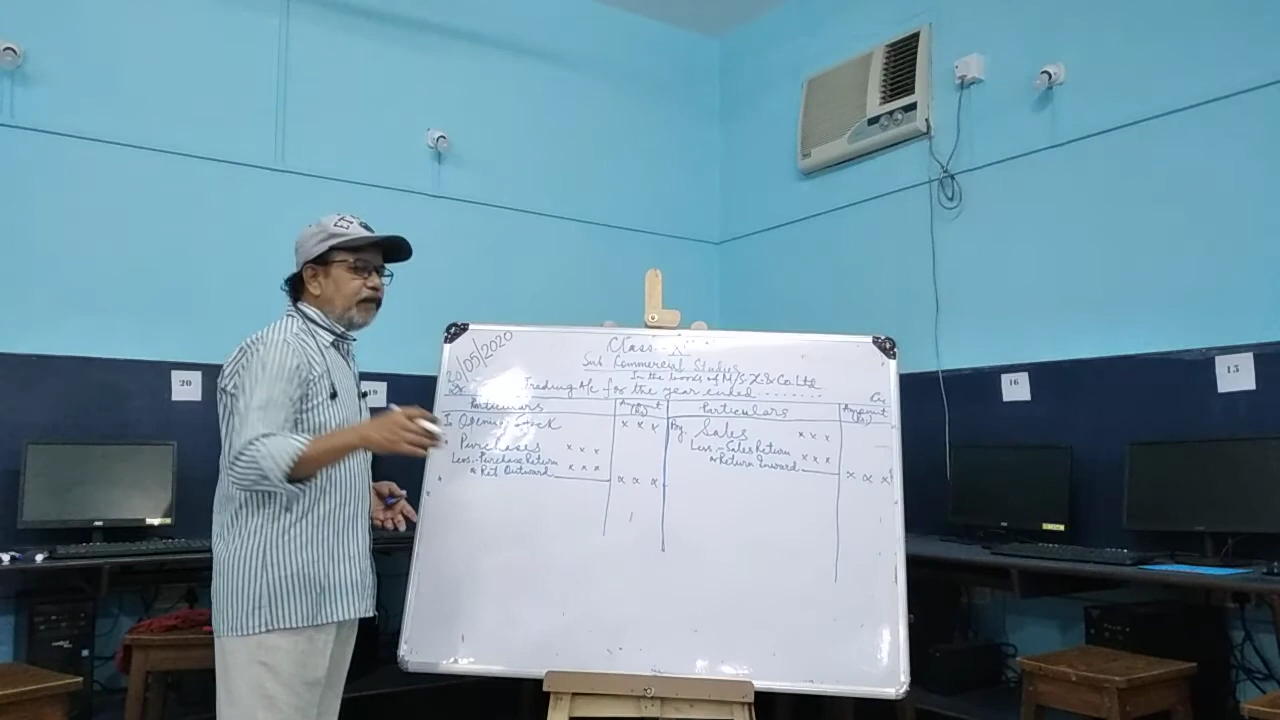 20/05/2020
Class - X
Sub Commercial Studies
In the books of M/S. X & Co. Ltd
Dr Trading A/c for the year ended ........ Cr
Particulars Amount (Rs) Particulars Amount (Rs)
To Opening Stock x x x By Sales x x x
Purchases x x x Less:- Sales Return
Less:- Purchase Return or Return Inward x x x
or Ret. Outward x x x
x x x x x x
20
19
16
13